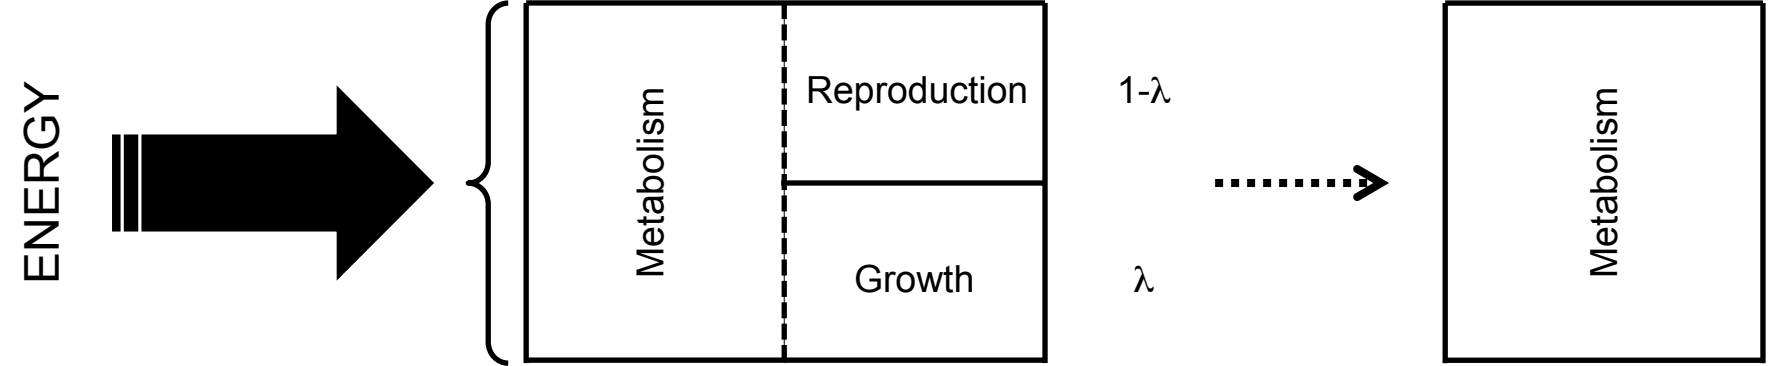 ENERGY
Metabolism
Reproduction
1-λ
Growth
λ
Metabolism